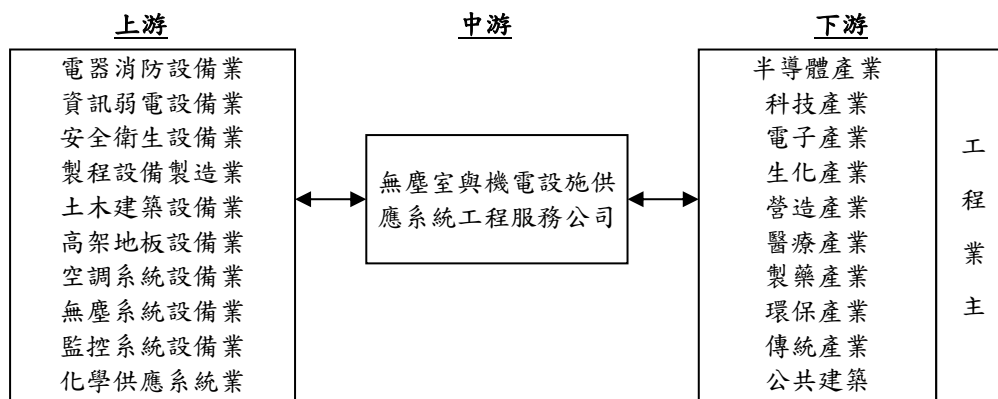 上游
電器消防設備業
資訊弱電設備業
安全衛生設備業
製程設備製造業
土木建築設備業
高架地板設備業
空調系統設備業
無塵系統設備業
監控系統設備業
化學供應系統業
中游
無塵室與機電設施供
應系統工程服務公司
下游
半導體產業
科技產業
電子產業
生化產業
營造產業
醫療產業
製藥產業
環保產業
傳統產業
公共建築
工程業主